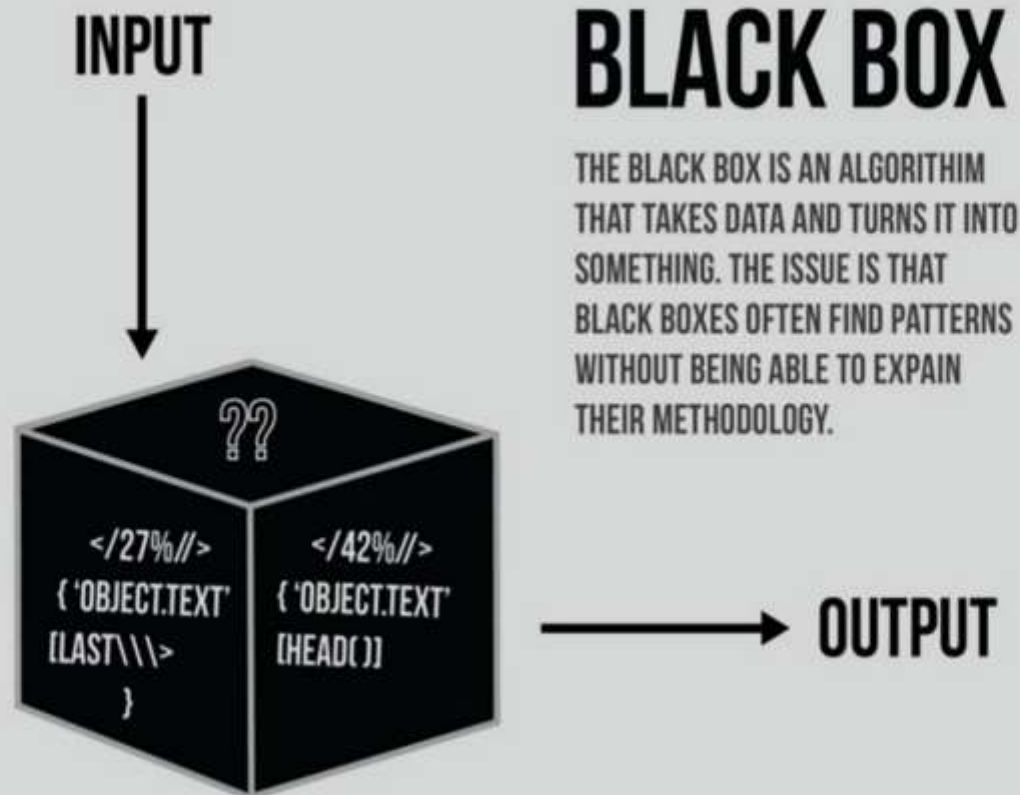 INPUT
BLACK BOX
THE BLACK BOX IS AN ALGORITHIM
THAT TAKES DATA AND TURNS IT INTO
SOMETHING. THE ISSUE IS THAT
BLACK BOXES OFTEN FIND PATTERNS
WITHOUT BEING ABLE TO EXPAIN
THEIR METHODOLOGY.
??
</27%//>
{ ‘OBJECT.TEXT’
[LAST\\\>
}
</42%//>
{ ‘OBJECT.TEXT’
[HEAD()]
OUTPUT